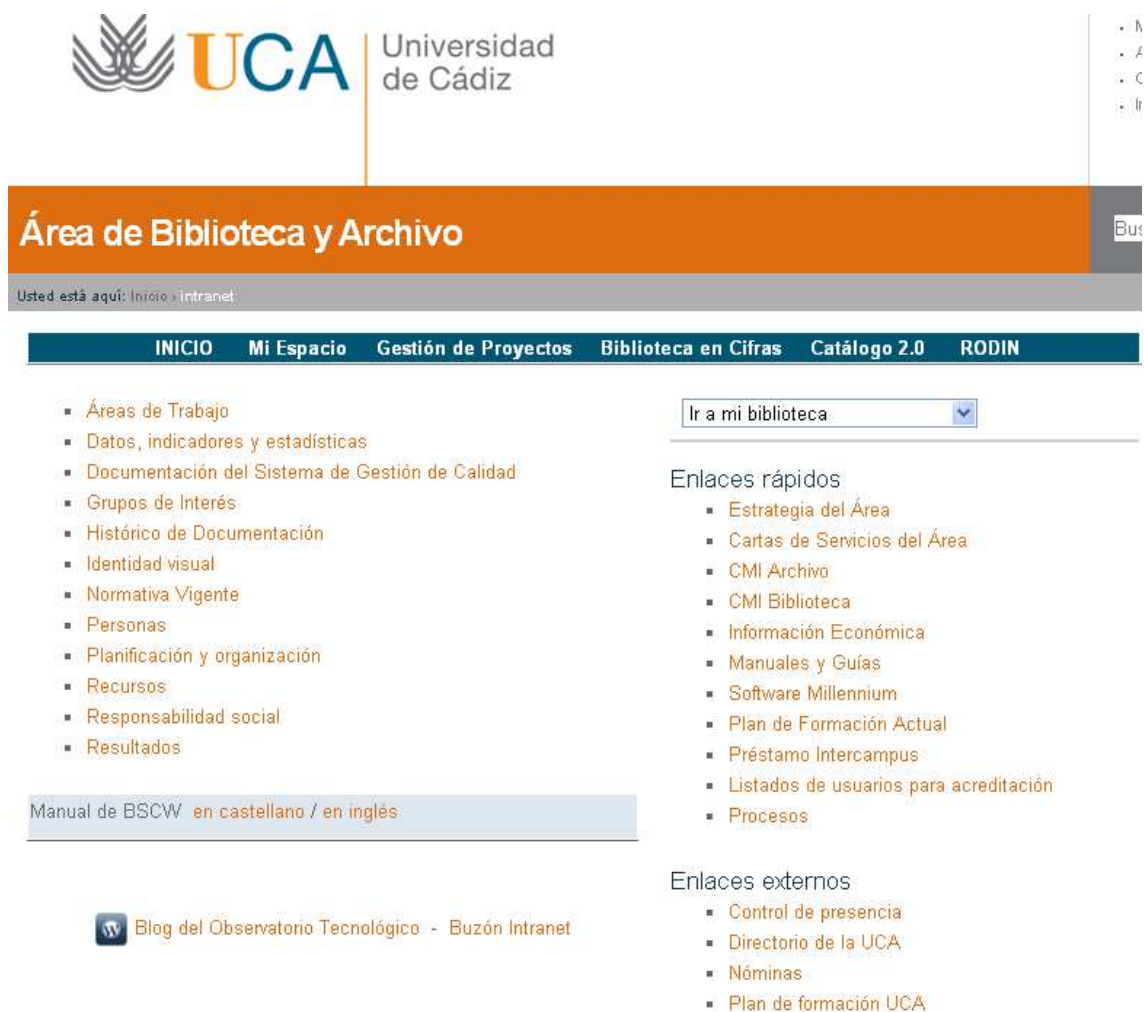 UCA
Universidad
de Cádiz
Área de Biblioteca y Archivo
Usted está aquí: Inicio › intranet
INICIO Mi Espacio Gestión de Proyectos Biblioteca en Cifras Catálogo 2.0 RODIN
Áreas de Trabajo
Datos, indicadores y estadísticas
Documentación del Sistema de Gestión de Calidad
Grupos de Interés
Histórico de Documentación
Identidad visual
Normativa Vigente
Personas
Planificación y organización
Recursos
Responsabilidad social
Resultados
Manual de BSCW en castellano / en inglés
Blog del Observatorio Tecnológico - Buzón Intranet
Ir a mi biblioteca
Enlaces rápidos
Estrategia del Área
Cartas de Servicios del Área
CMI Archivo
CMI Biblioteca
Información Económica
Manuales y Guías
Software Millennium
Plan de Formación Actual
Préstamo Intercampus
Listados de usuarios para acreditación
Procesos
Enlaces externos
Control de presencia
Directorio de la UCA
Nóminas
Plan de formación UCA